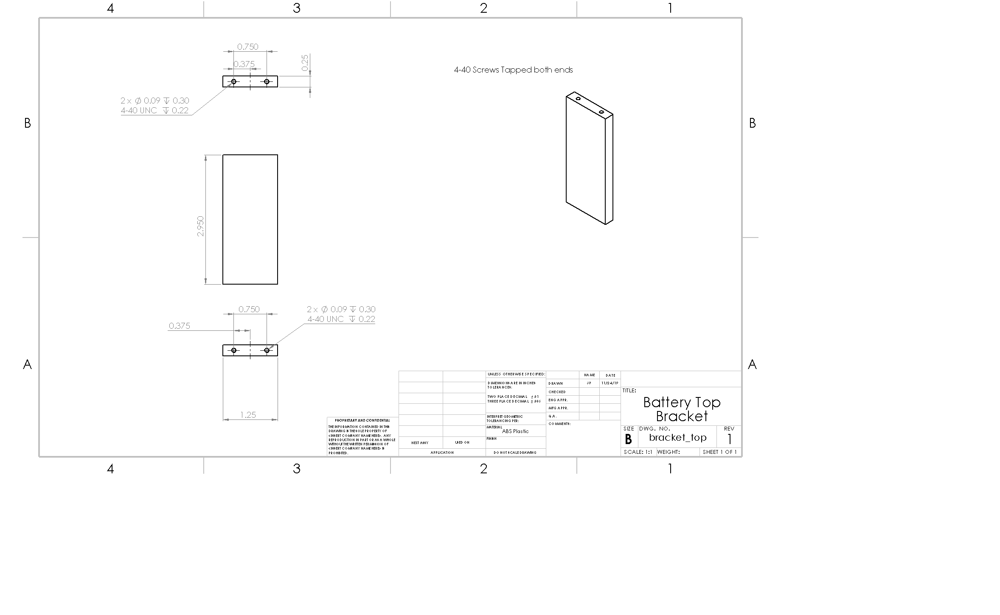 4 3 2 1
0.750
0.375
0.25
4-40 Screws Tapped both ends
2 x ⌀ 0.09 ↧ 0.30
4-40 UNC ↧ 0.22
B B
2.950
0.750
0.375
2 x ⌀ 0.09 ↧ 0.30
4-40 UNC ↧ 0.22
A A
1.25
PROPRIETARY AND CONFIDENTIAL
THE INFORMATION CONTAINED IN THIS
DRAWING IS THE SOLE PROPERTY OF
<INSERT COMPANY NAME HERE>. ANY
REPRODUCTION IN PART OR AS A WHOLE
WITHOUT THE WRITTEN PERMISSION OF
<INSERT COMPANY NAME HERE> IS
PROHIBITED.
NEXT ASSY USED ON
APPLICATION
UNLESS OTHERWISE SPECIFIED:
DIMENSIONS ARE IN INCHES
TOLERANCES:
TWO PLACE DECIMAL ± .01
THREE PLACE DECIMAL ± .005
INTERPRET GEOMETRIC
TOLERANCING PER:
MATERIAL
ABS Plastic
FINISH
DO NOT SCALE DRAWING
NAME DATE
DRAWN JP 11/24/19
CHECKED
ENG APPR.
MFG APPR.
Q.A.
COMMENTS:
TITLE:
Battery Top
Bracket
SIZE DWG. NO. REV
B bracket_top 1
SCALE: 1:1 WEIGHT: SHEET 1 OF 1
4 3 2 1